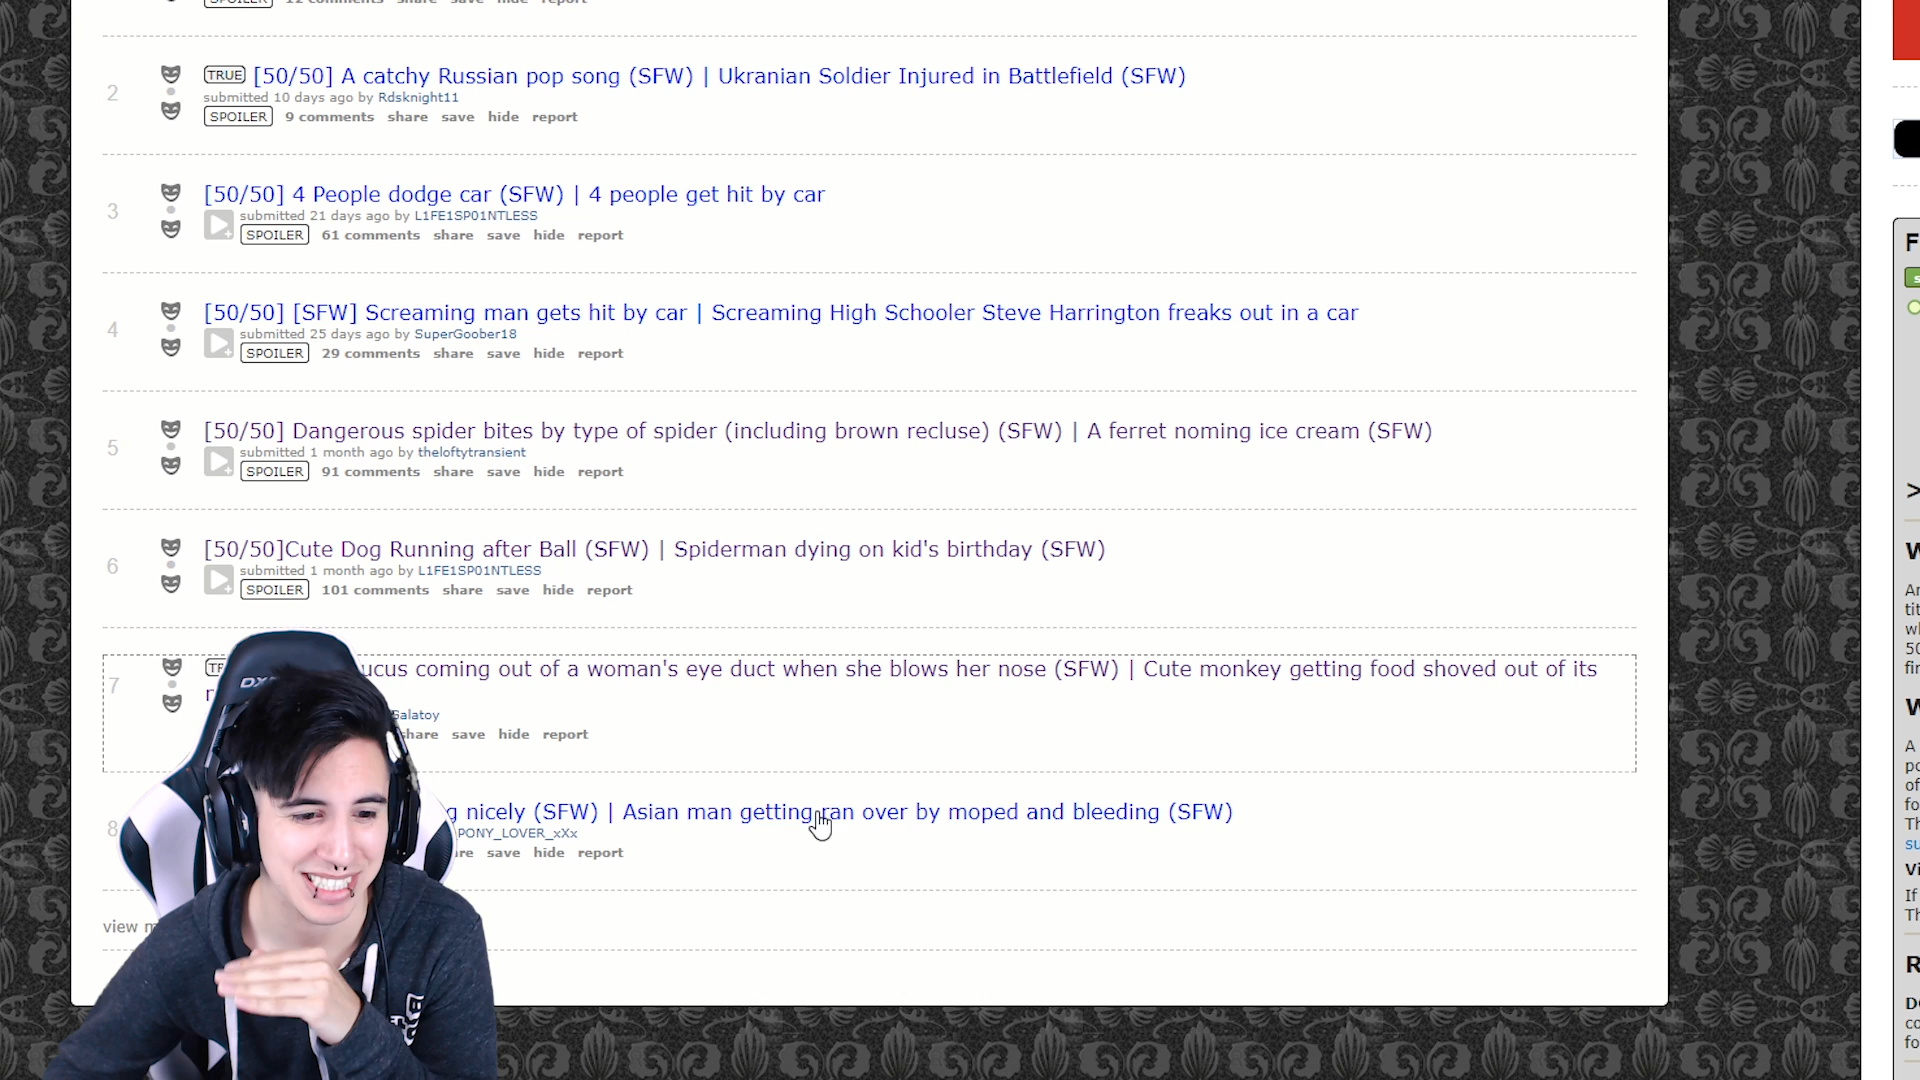 SPOILER 12 comments share save hide report
2
TRUE [50/50] A catchy Russian pop song (SFW) | Ukranian Soldier Injured in Battlefield (SFW)
submitted 10 days ago by Rdsknight11
SPOILER 9 comments share save hide report
3
[50/50] 4 People dodge car (SFW) | 4 people get hit by car
submitted 21 days ago by L1FE1SP01NTLESS
SPOILER 61 comments share save hide report
4
[50/50] [SFW] Screaming man gets hit by car | Screaming High Schooler Steve Harrington freaks out in a car
submitted 25 days ago by SuperGoober18
SPOILER 29 comments share save hide report
5
[50/50] Dangerous spider bites by type of spider (including brown recluse) (SFW) | A ferret noming ice cream (SFW)
submitted 1 month ago by theloftytransient
SPOILER 91 comments share save hide report
6
[50/50]Cute Dog Running after Ball (SFW) | Spiderman dying on kid's birthday (SFW)
submitted 1 month ago by L1FE1SP01NTLESS
SPOILER 101 comments share save hide report
7
coming out of a woman's eye duct when she blows her nose (SFW) | Cute monkey getting food shoved out of its
Salatoy
share save hide report
8
nicely (SFW) | Asian man getting ran over by moped and bleeding (SFW)
PONY_LOVER_xXx
save hide report
view